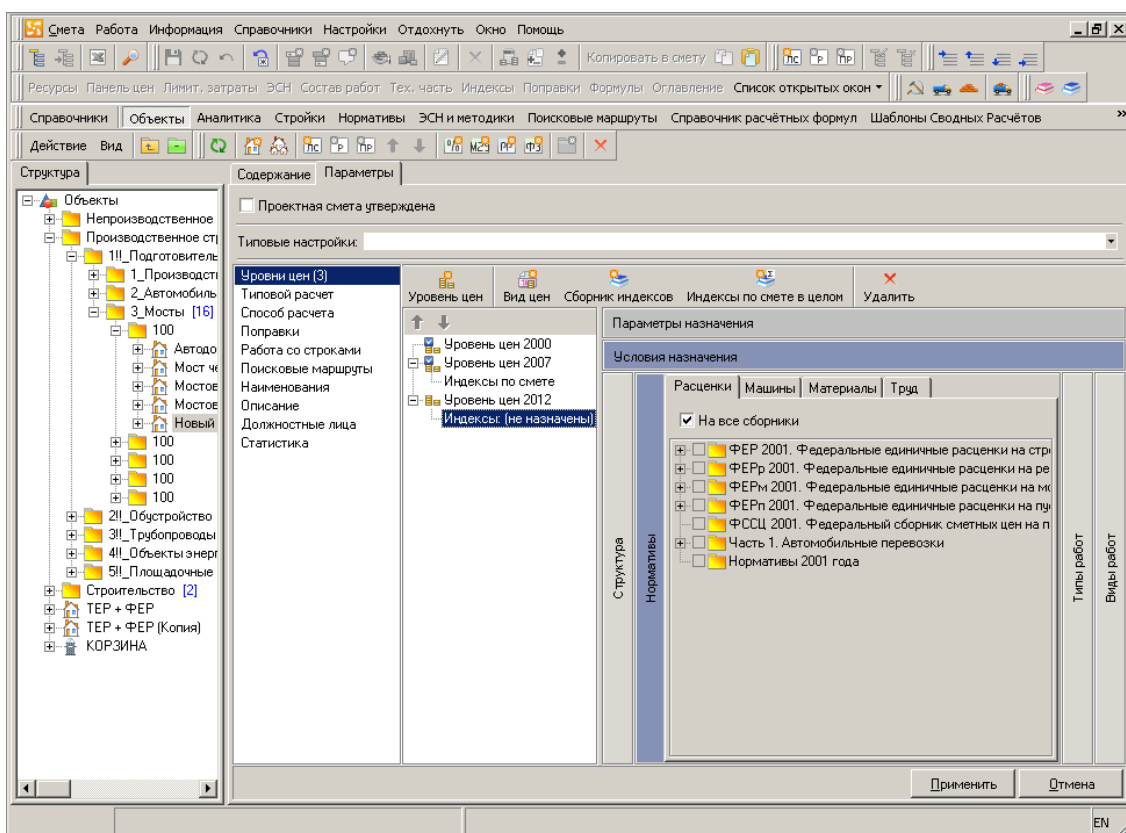 Смета Работа Информация Справочники Настройки Отдохнуть Окно Помощь
Копировать в смету
Ресурсы Панель цен Лимит. затраты ЭСН Состав работ Тех. часть Индексы Поправки Формулы Оглавление Список открытых окон
Справочники Объекты Аналитика Стройки Нормативы ЭСН и методики Поисковые маршруты Справочник расчётных формул Шаблоны Сводных Расчётов »
Действие Вид
Структура
Содержание Параметры
Объекты
Непроизводственное
Производственное стр
1!!_Подготовитель
1_Производсті
2_Автомобиль
3_Мосты [16]
100
Автодо
Мост че
Мостов
Мостов
Новый
100
100
100
100
2!!_Обустройство
3!!_Трубопроводы
4!!_Объекты энерг
5!!_Площадочные
Строительство [2]
ТЕР + ФЕР
ТЕР + ФЕР (Копия)
КОРЗИНА
Проектная смета утверждена
Типовые настройки:
Уровни цен (3)
Типовой расчет
Способ расчета
Поправки
Работа со строками
Поисковые маршруты
Наименования
Описание
Должностные лица
Статистика
Уровень цен Вид цен Сборник индексов Индексы по смете в целом Удалить
Уровень цен 2000
Уровень цен 2007
Индексы по смете
Уровень цен 2012
Индексы: (не назначены)
Параметры назначения
Условия назначения
Структура
Нормативы
Расценки Машины Материалы Труд
На все сборники
ФЕР 2001. Федеральные единичные расценки на стр
ФЕРр 2001. Федеральные единичные расценки на ре
ФЕРм 2001. Федеральные единичные расценки на мо
ФЕРп 2001. Федеральные единичные расценки на пу
ФССЦ 2001. Федеральный сборник сметных цен на п
Часть 1. Автомобильные перевозки
Нормативы 2001 года
Типы работ
Виды работ
Применить Отмена
EN